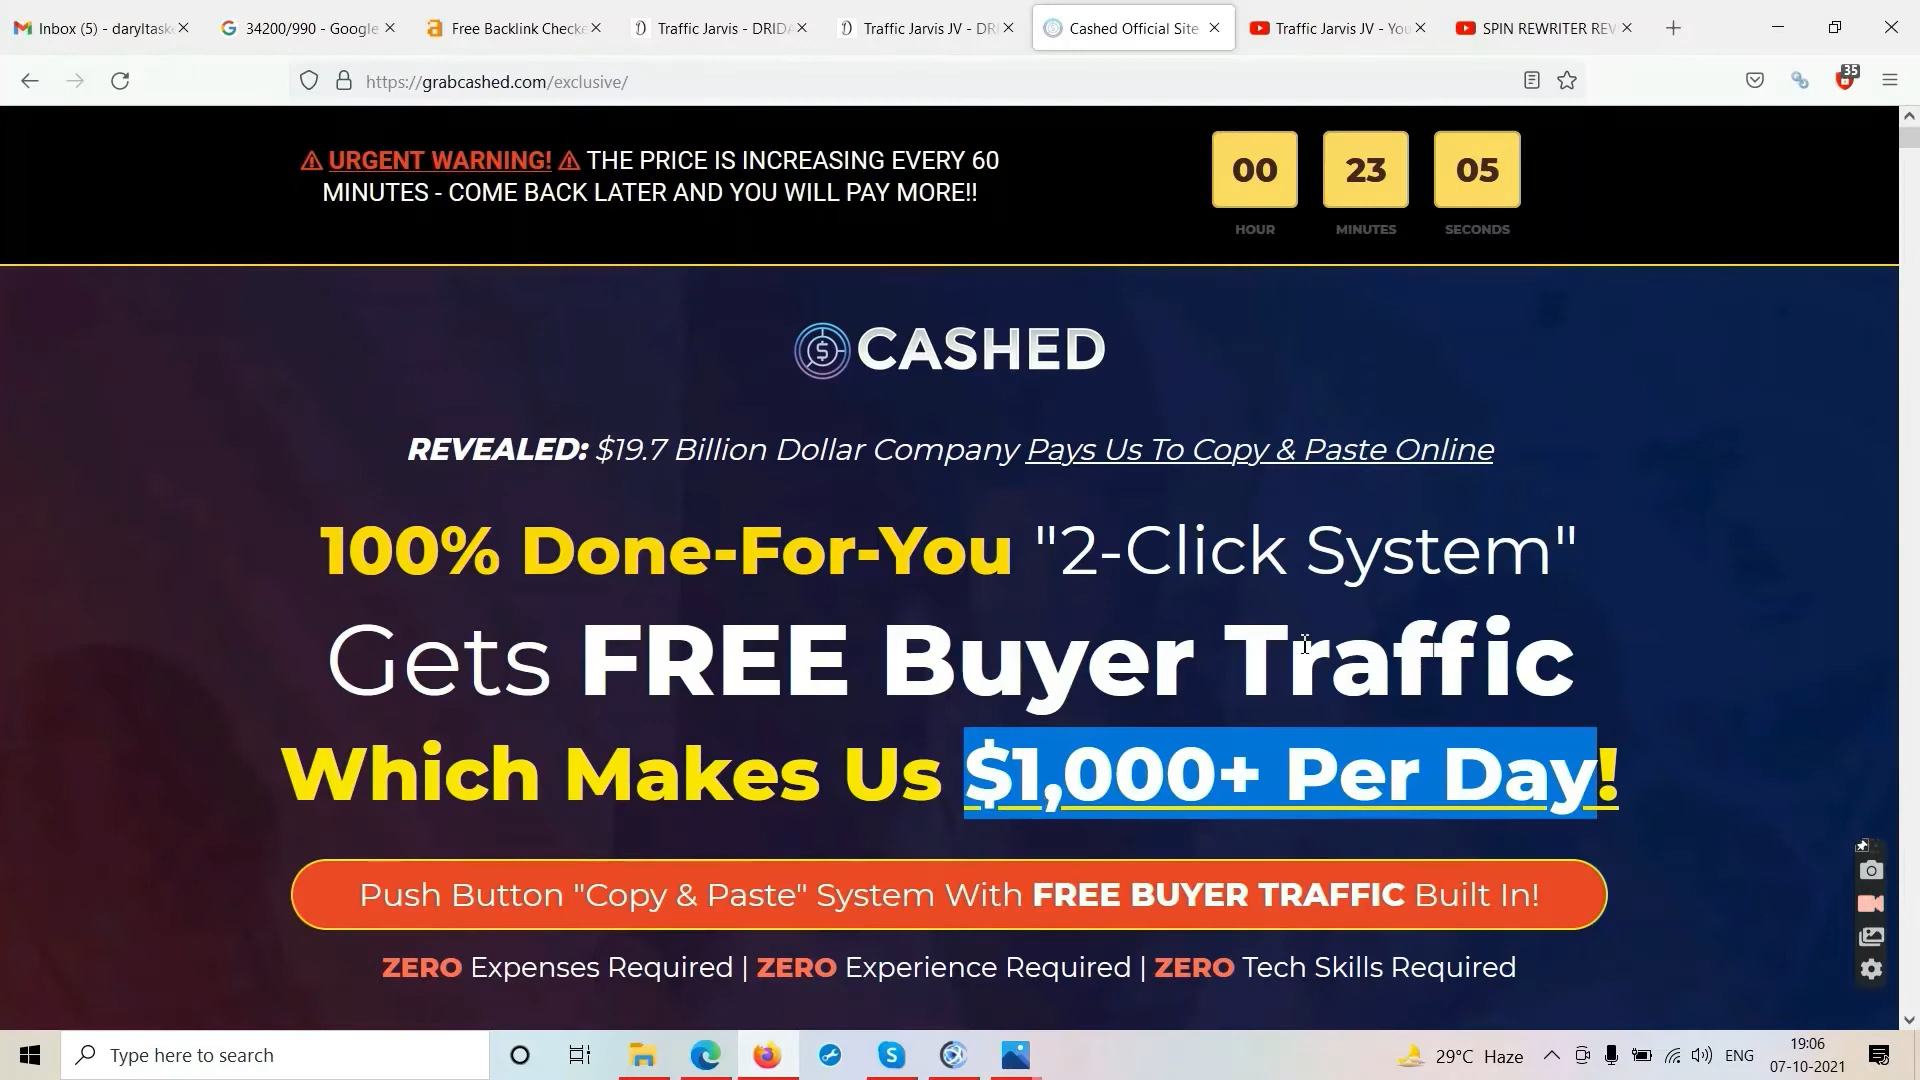 Inbox (5) - daryltask
34200/990 - Google
Free Backlink Checke
Traffic Jarvis - DRIDA
Traffic Jarvis JV - DR
Cashed Official Site
Traffic Jarvis JV - You
SPIN REWRITER REV
https://grabcashed.com/exclusive/
35
URGENT WARNING! THE PRICE IS INCREASING EVERY 60
MINUTES - COME BACK LATER AND YOU WILL PAY MORE!!
00 23 05
HOUR MINUTES SECONDS
CASHED
REVEALED: $19.7 Billion Dollar Company Pays Us To Copy & Paste Online
100% Done-For-You "2-Click System"
Gets FREE Buyer Traffic
Which Makes Us $1,000+ Per Day!
Push Button "Copy & Paste" System With FREE BUYER TRAFFIC Built In!
ZERO Expenses Required | ZERO Experience Required | ZERO Tech Skills Required
Type here to search
29°C Haze
ENG
19:06
07-10-2021